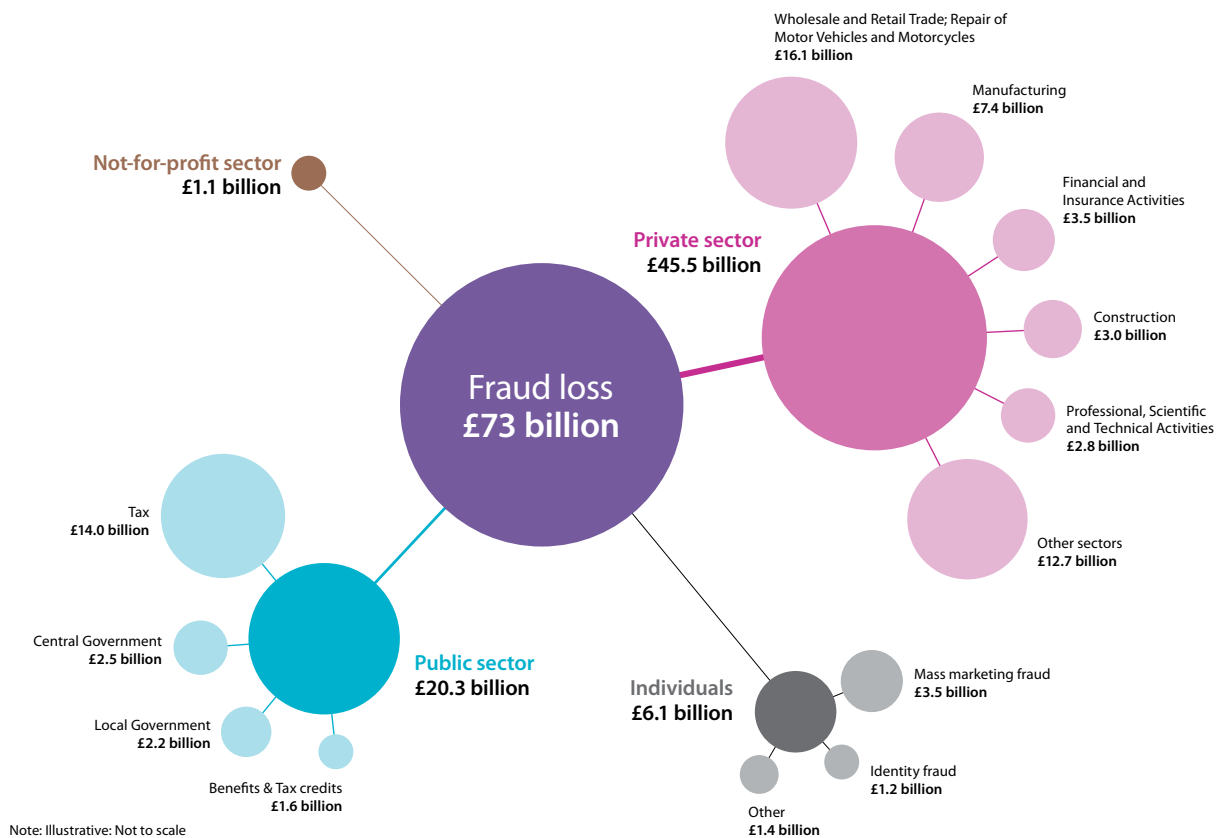 Wholesale and Retail Trade; Repair of
Motor Vehicles and Motorcycles
£16.1 billion
Manufacturing
£7.4 billion
Not-for-profit sector
£1.1 billion
Financial and
Insurance Activities
£3.5 billion
Private sector
£45.5 billion
Construction
£3.0 billion
Fraud loss
£73 billion
Professional, Scientific
and Technical Activities
£2.8 billion
Tax
£14.0 billion
Other sectors
£12.7 billion
Central Government
£2.5 billion
Public sector
£20.3 billion
Individuals
£6.1 billion
Mass marketing fraud
£3.5 billion
Local Government
£2.2 billion
Identity fraud
£1.2 billion
Benefits & Tax credits
£1.6 billion
Other
£1.4 billion
Note: Illustrative: Not to scale